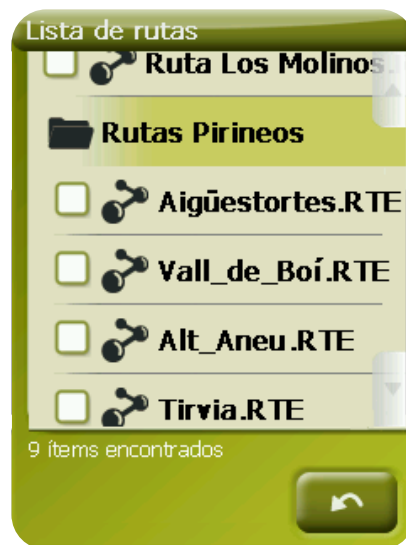 Lista de rutas
Ruta Los Molinos.
Rutas Pirineos
Aigüestortes.RTE
Vall_de_Boí.RTE
Alt_Aneu.RTE
Tirvia.RTE
9 ítems encontrados